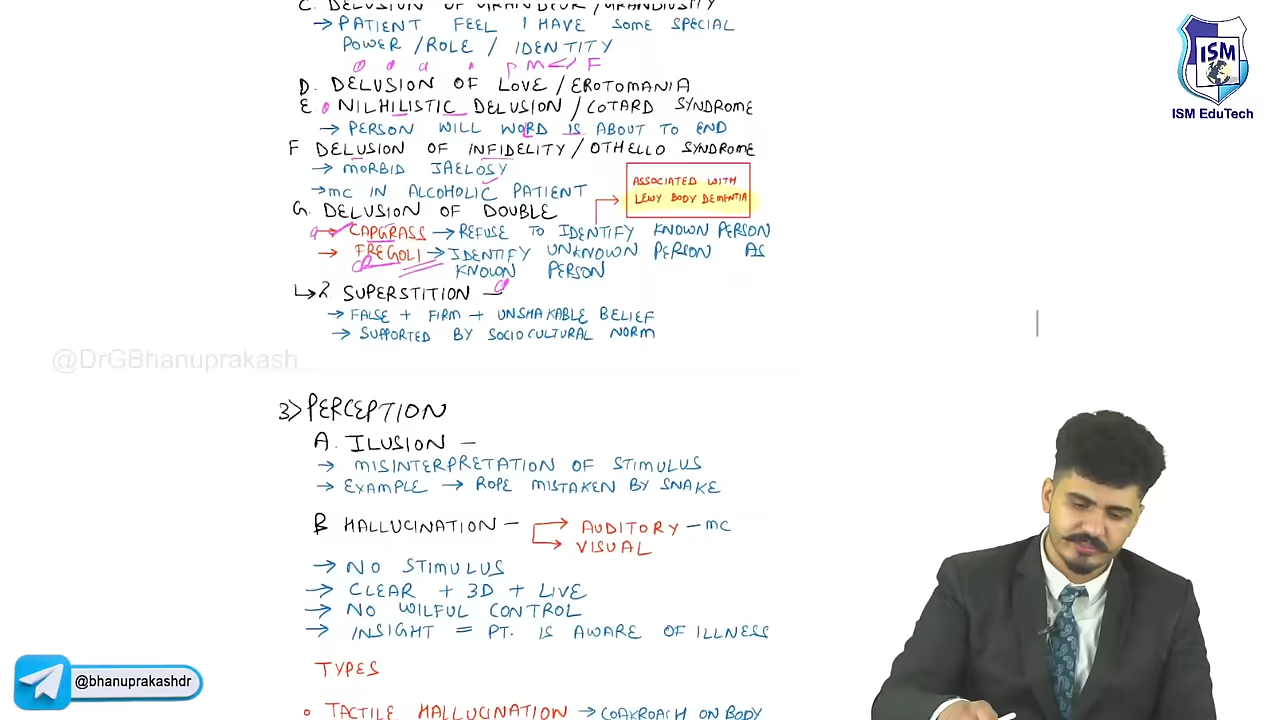 C. DELUSION OF GRANDEUR / GRANDIOSITY
→ PATIENT FEEL I HAVE SOME SPECIAL
POWER / ROLE / IDENTITY
D. DELUSION OF LOVE / EROTOMANIA
E NILHILISTIC DELUSION / COTARD SYNDROME
→ PERSON WILL WORLD IS ABOUT TO END
F DELUSION OF INFIDELITY / OTHELLO SYNDROME
→ MORBID JAELOSY
→ MC IN ALCOHOLIC PATIENT
ASSOCIATED WITH
LEWY BODY DEMENTIA
G. DELUSION OF DOUBLE
→ CAPGRASS → REFUSE TO IDENTIFY KNOWN PERSON
→ FREGOLI → IDENTIFY UNKNOWN PERSON AS
KNOWN PERSON
↳ 2. SUPERSTITION –
→ FALSE + FIRM + UNSHAKABLE BELIEF
→ SUPPORTED BY SOCIOCULTURAL NORM
@DrGBhanuprakash
3> PERCEPTION
A. ILUSION –
→ MISINTERPRETATION OF STIMULUS
→ EXAMPLE → ROPE MISTAKEN BY SNAKE
B HALLUCINATION – → AUDITORY – MC
→ VISUAL
→ NO STIMULUS
→ CLEAR + 3D + LIVE
→ NO WILFUL CONTROL
→ INSIGHT = PT. IS AWARE OF ILLNESS
TYPES
• TACTILE HALLUCINATION → COAKROACH ON BODY
ISM
ISM EduTech
@bhanuprakashdr